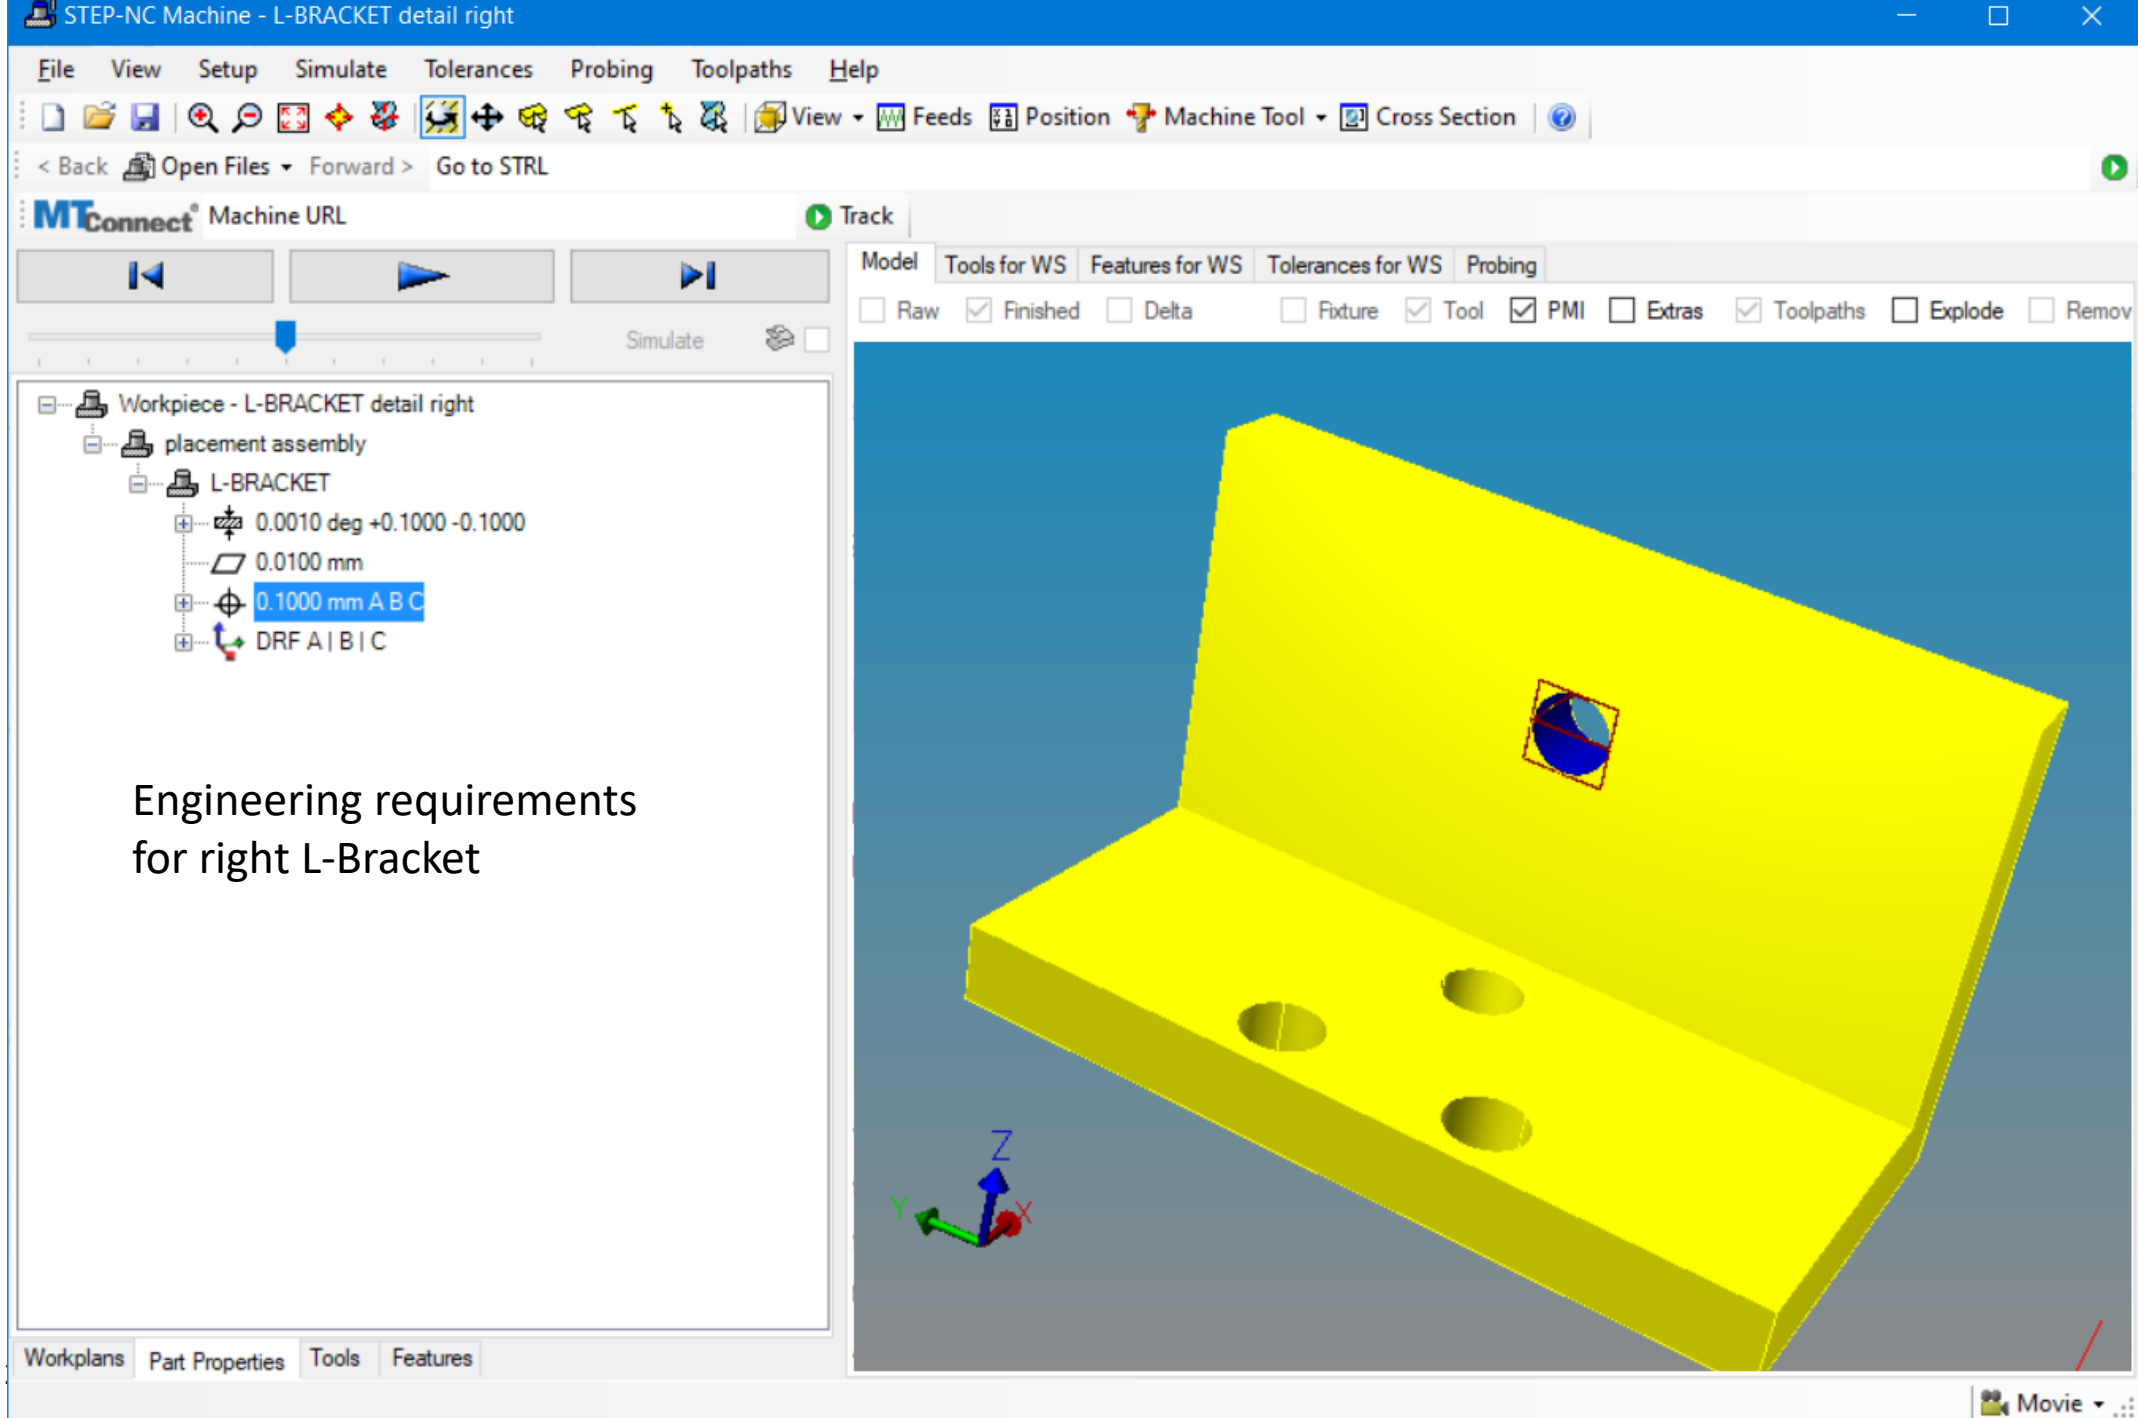 STEP-NC Machine - L-BRACKET detail right
File View Setup Simulate Tolerances Probing Toolpaths Help
View Feeds Position Machine Tool Cross Section
< Back Open Files Forward > Go to STRL
MTConnect® Machine URL Track
Model Tools for WS Features for WS Tolerances for WS Probing
Raw Finished Delta Fixture Tool PMI Extras Toolpaths Explode Remov
Simulate
Workpiece - L-BRACKET detail right
placement assembly
L-BRACKET
0.0010 deg +0.1000 -0.1000
0.0100 mm
0.1000 mm A B C
DRF A | B | C
Engineering requirements
for right L-Bracket
Z
Y X
Workplans Part Properties Tools Features
Movie